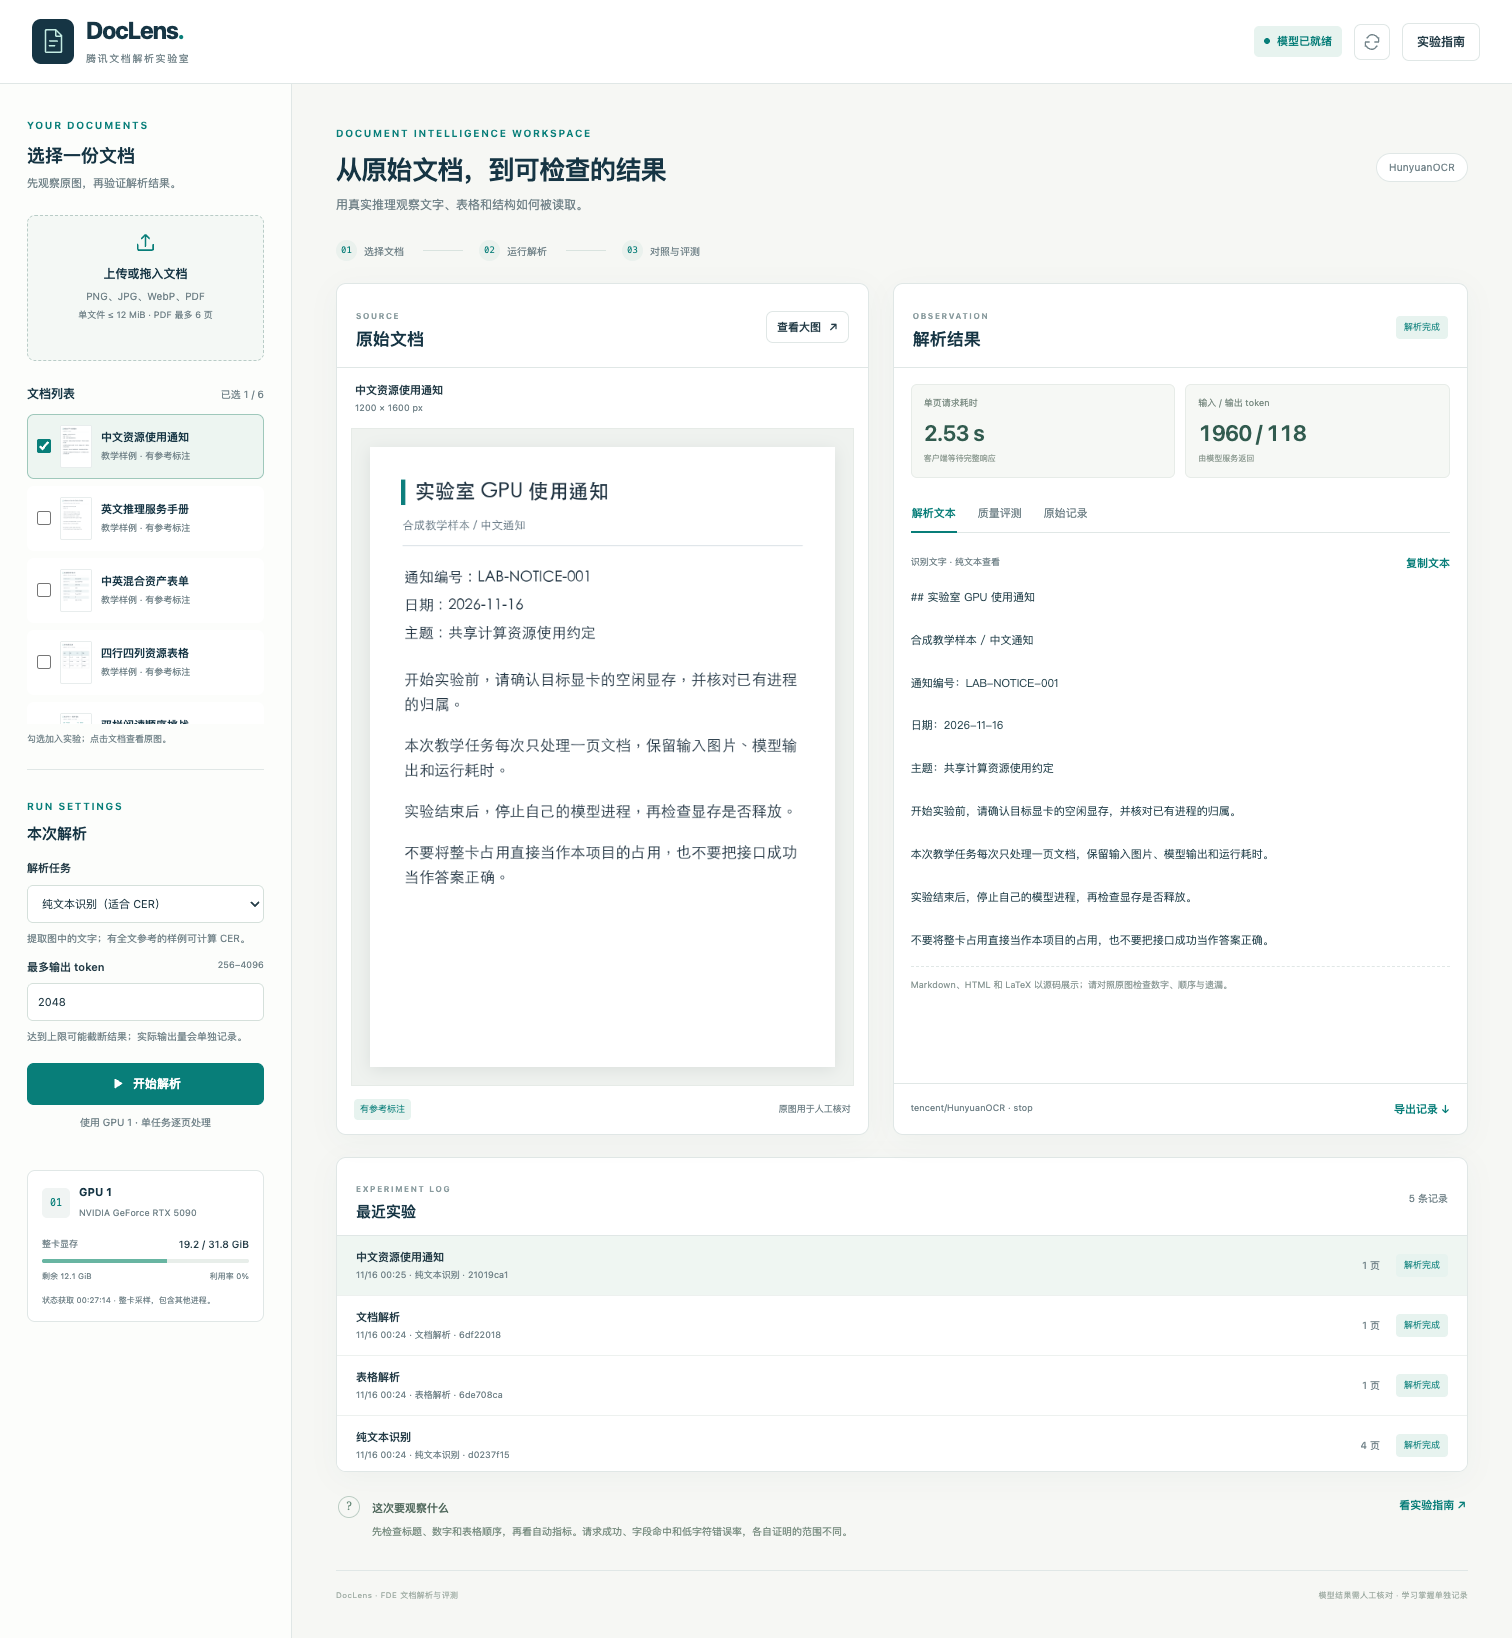 DocLens.
腾讯文档解析实验室
模型已就绪
实验指南
YOUR DOCUMENTS
选择一份文档
先观察原图，再验证解析结果。
上传或拖入文档
PNG、JPG、WebP、PDF
单文件 ≤ 12 MiB · PDF 最多 6 页
文档列表
已选 1 / 6
中文资源使用通知
教学样例 · 有参考标注
英文推理服务手册
教学样例 · 有参考标注
中英混合资产表单
教学样例 · 有参考标注
四行四列资源表格
教学样例 · 有参考标注
勾选加入实验；点击文档查看原图。
RUN SETTINGS
本次解析
解析任务
纯文本识别（适合 CER）
提取图中的文字；有全文参考的样例可计算 CER。
最多输出 token
256–4096
2048
达到上限可能截断结果；实际输出量会单独记录。
开始解析
使用 GPU 1 · 单任务逐页处理
01
GPU 1
NVIDIA GeForce RTX 5090
整卡显存
19.2 / 31.8 GiB
剩余 12.1 GiB
利用率 0%
状态获取 00:27:14 · 整卡采样，包含其他进程。
DOCUMENT INTELLIGENCE WORKSPACE
从原始文档，到可检查的结果
用真实推理观察文字、表格和结构如何被读取。
HunyuanOCR
01 选择文档
02 运行解析
03 对照与评测
SOURCE
原始文档
查看大图 ↗
中文资源使用通知
1200 × 1600 px
实验室 GPU 使用通知
合成教学样本 / 中文通知
通知编号：LAB-NOTICE-001
日期：2026-11-16
主题：共享计算资源使用约定
开始实验前，请确认目标显卡的空闲显存，并核对已有进程
的归属。
本次教学任务每次只处理一页文档，保留输入图片、模型输
出和运行耗时。
实验结束后，停止自己的模型进程，再检查显存是否释放。
不要将整卡占用直接当作本项目的占用，也不要把接口成功
当作答案正确。
有参考标注
原图用于人工核对
OBSERVATION
解析结果
解析完成
单页请求耗时
2.53 s
客户端等待完整响应
输入 / 输出 token
1960 / 118
由模型服务返回
解析文本
质量评测
原始记录
识别文字 · 纯文本查看
复制文本
## 实验室 GPU 使用通知
合成教学样本 / 中文通知
通知编号：LAB-NOTICE-001
日期：2026-11-16
主题：共享计算资源使用约定
开始实验前，请确认目标显卡的空闲显存，并核对已有进程的归属。
本次教学任务每次只处理一页文档，保留输入图片、模型输出和运行耗时。
实验结束后，停止自己的模型进程，再检查显存是否释放。
不要将整卡占用直接当作本项目的占用，也不要把接口成功当作答案正确。
Markdown、HTML 和 LaTeX 以源码展示；请对照原图检查数字、顺序与遗漏。
tencent/HunyuanOCR · stop
导出记录 ↓
EXPERIMENT LOG
最近实验
5 条记录
中文资源使用通知
11/16 00:25 · 纯文本识别 · 21019ca1
1 页
解析完成
文档解析
11/16 00:24 · 文档解析 · 6df22018
1 页
解析完成
表格解析
11/16 00:24 · 表格解析 · 6de708ca
1 页
解析完成
纯文本识别
11/16 00:24 · 纯文本识别 · d0237f15
4 页
解析完成
?
这次要观察什么
先检查标题、数字和表格顺序，再看自动指标。请求成功、字段命中和低字符错误率，各自证明的范围不同。
看实验指南 ↗
DocLens · FDE 文档解析与评测
模型结果需人工核对 · 学习掌握单独记录